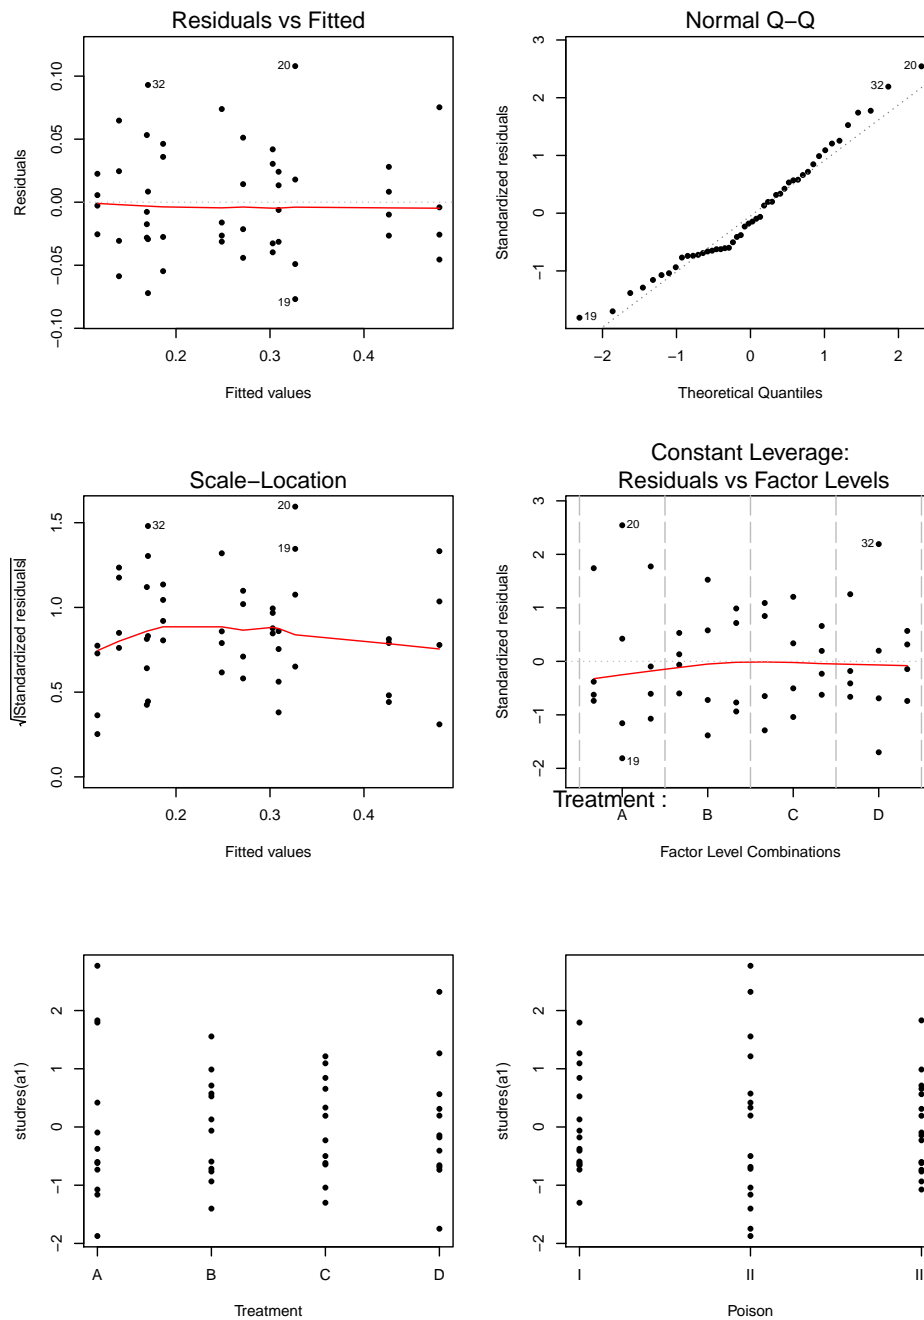 Residuals vs Fitted
0.10
0.05
0.00
−0.05
−0.10
Residuals
32
20
19
0.2
0.3
0.4
Fitted values
Normal Q−Q
3
2
1
0
−1
Standardized residuals
20
32
19
−2
−1
0
1
2
Theoretical Quantiles
Scale−Location
1.5
1.0
0.5
0.0
√|Standardized residuals|
32
20
19
0.2
0.3
0.4
Fitted values
Constant Leverage:
Residuals vs Factor Levels
3
2
1
0
−1
−2
Standardized residuals
20
32
19
Treatment :
A
B
C
D
Factor Level Combinations
2
1
0
−1
−2
studres(a1)
A
B
C
D
Treatment
2
1
0
−1
−2
studres(a1)
I
II
II
Poison